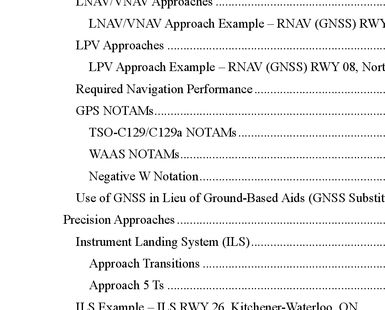 LNAV/VNAV Approaches ............
LNAV/VNAV Approach Example – RNAV (GNSS) RWY
LPV Approaches ............
LPV Approach Example – RNAV (GNSS) RWY 08, Nort
Required Navigation Performance ............
GPS NOTAMs ............
TSO-C129/C129a NOTAMs ............
WAAS NOTAMs ............
Negative W Notation ............
Use of GNSS in Lieu of Ground-Based Aids (GNSS Substit
Precision Approaches ............
Instrument Landing System (ILS) ............
Approach Transitions ............
Approach 5 Ts ............
ILS Example – ILS RWY 26, Kitchener-Waterloo, ON